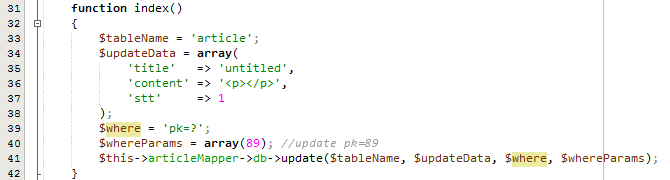 31 function index()
32 {
33 $tableName = 'article';
34 $updateData = array(
35 'title' => 'untitled',
36 'content' => '<p></p>',
37 'stt' => 1
38 );
39 $where = 'pk=?';
40 $whereParams = array(89); //update pk=89
41 $this->articleMapper->db->update($tableName, $updateData, $where, $whereParams);
42 }